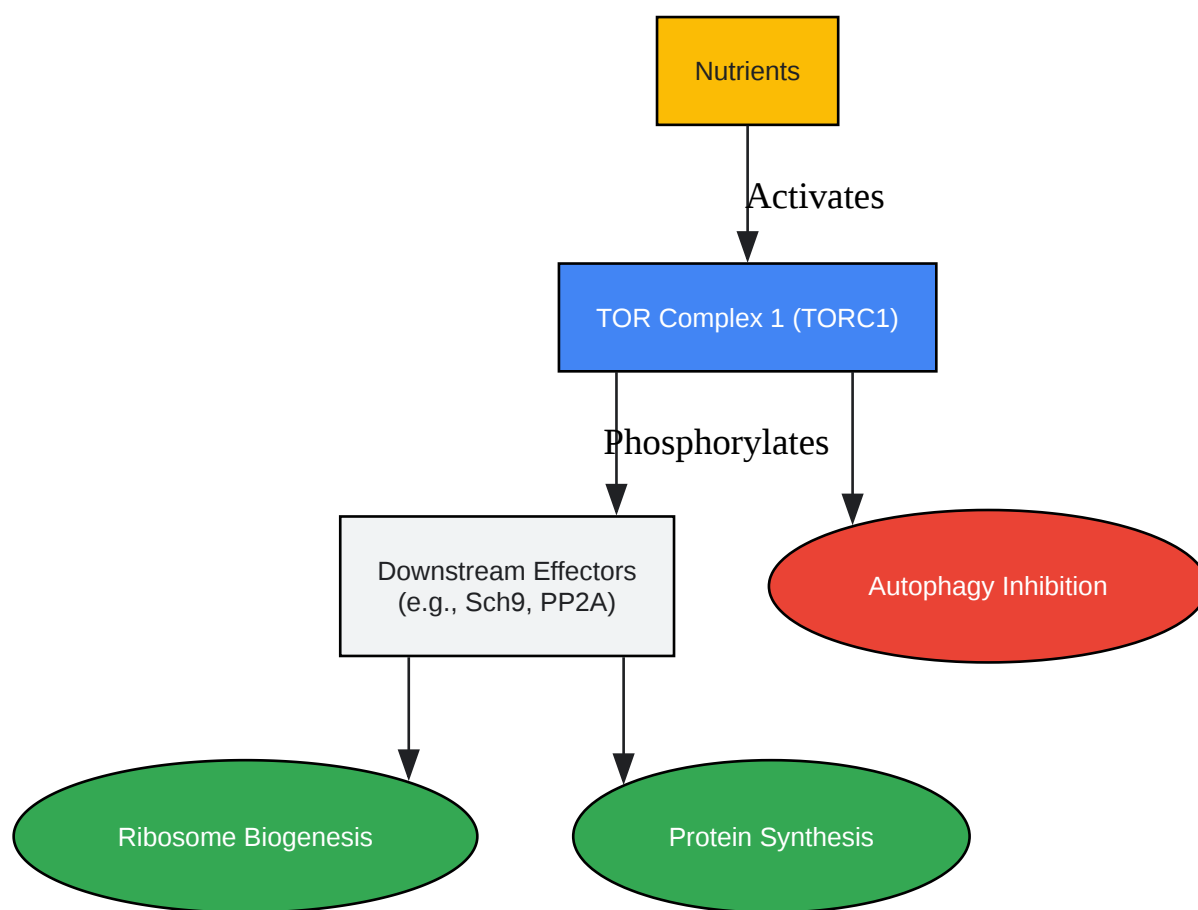 Nutrients
Activates
TOR Complex 1 (TORC1)
Phosphorylates
Downstream Effectors
(e.g., Sch9, PP2A)
Autophagy Inhibition
Ribosome Biogenesis
Protein Synthesis